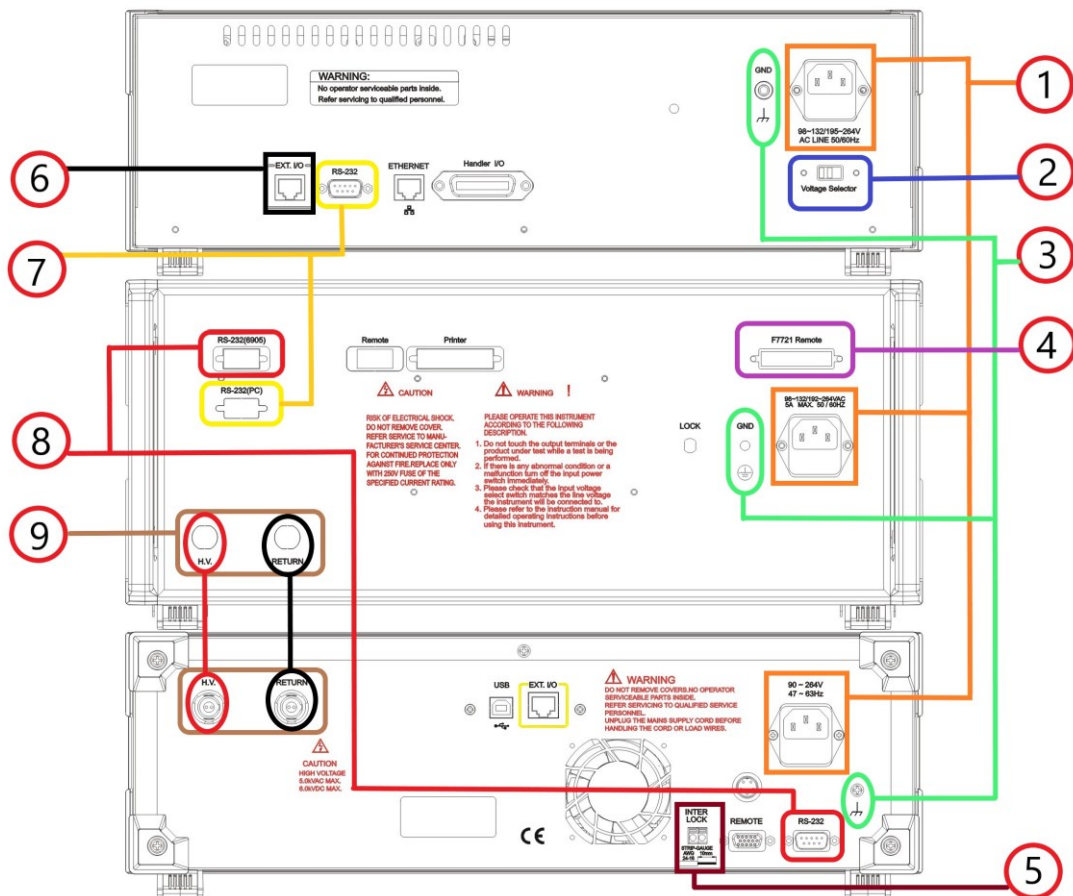 WARNING:
No operator serviceable parts inside.
Refer servicing to qualified personnel.
GND
98~132/195~264V
AC LINE 50/60Hz
Voltage Selector
EXT. I/O
RS-232
ETHERNET
Handler I/O
1
2
3
4
5
6
7
8
9
RS-232(6905)
RS-232(PC)
Remote
Printer
F7721 Remote
CAUTION
RISK OF ELECTRICAL SHOCK.
DO NOT REMOVE COVER.
REFER SERVICE TO MANU-
FACTURER'S SERVICE CENTER.
FOR CONTINUED PROTECTION
AGAINST FIRE.REPLACE ONLY
WITH 250V FUSE OF THE
SPECIFIED CURRENT RATING.
WARNING !
PLEASE OPERATE THIS INSTRUMENT
ACCORDING TO THE FOLLOWING
DESCRIPTION.
1. Do not touch the output terminals or the
product under test while a test is being
performed.
2. If there is any abnormal condition or a
malfunction turn off the input power
switch immediately.
3. Please check that the input voltage
select switch matches the line voltage
the instrument will be connected to.
4. Please refer to the instruction manual for
detailed operating instructions before
using this instrument.
LOCK
GND
98~132/192~264VAC
5A MAX. 50/60HZ
H.V.
RETURN
H.V.
RETURN
CAUTION
HIGH VOLTAGE
5.0kVAC MAX.
6.0kVDC MAX.
USB
EXT. I/O
WARNING
DO NOT REMOVE COVERS.NO OPERATOR
SERVICEABLE PARTS INSIDE.
REFER SERVICING TO QUALIFIED SERVICE
PERSONNEL.
UNPLUG THE MAINS SUPPLY CORD BEFORE
HANDLING THE CORD OR LOAD WIRES.
90 ~ 264V
47 ~ 63Hz
CE
INTER
LOCK
STRIP-GAUGE
AWG 10mm
REMOTE
RS-232